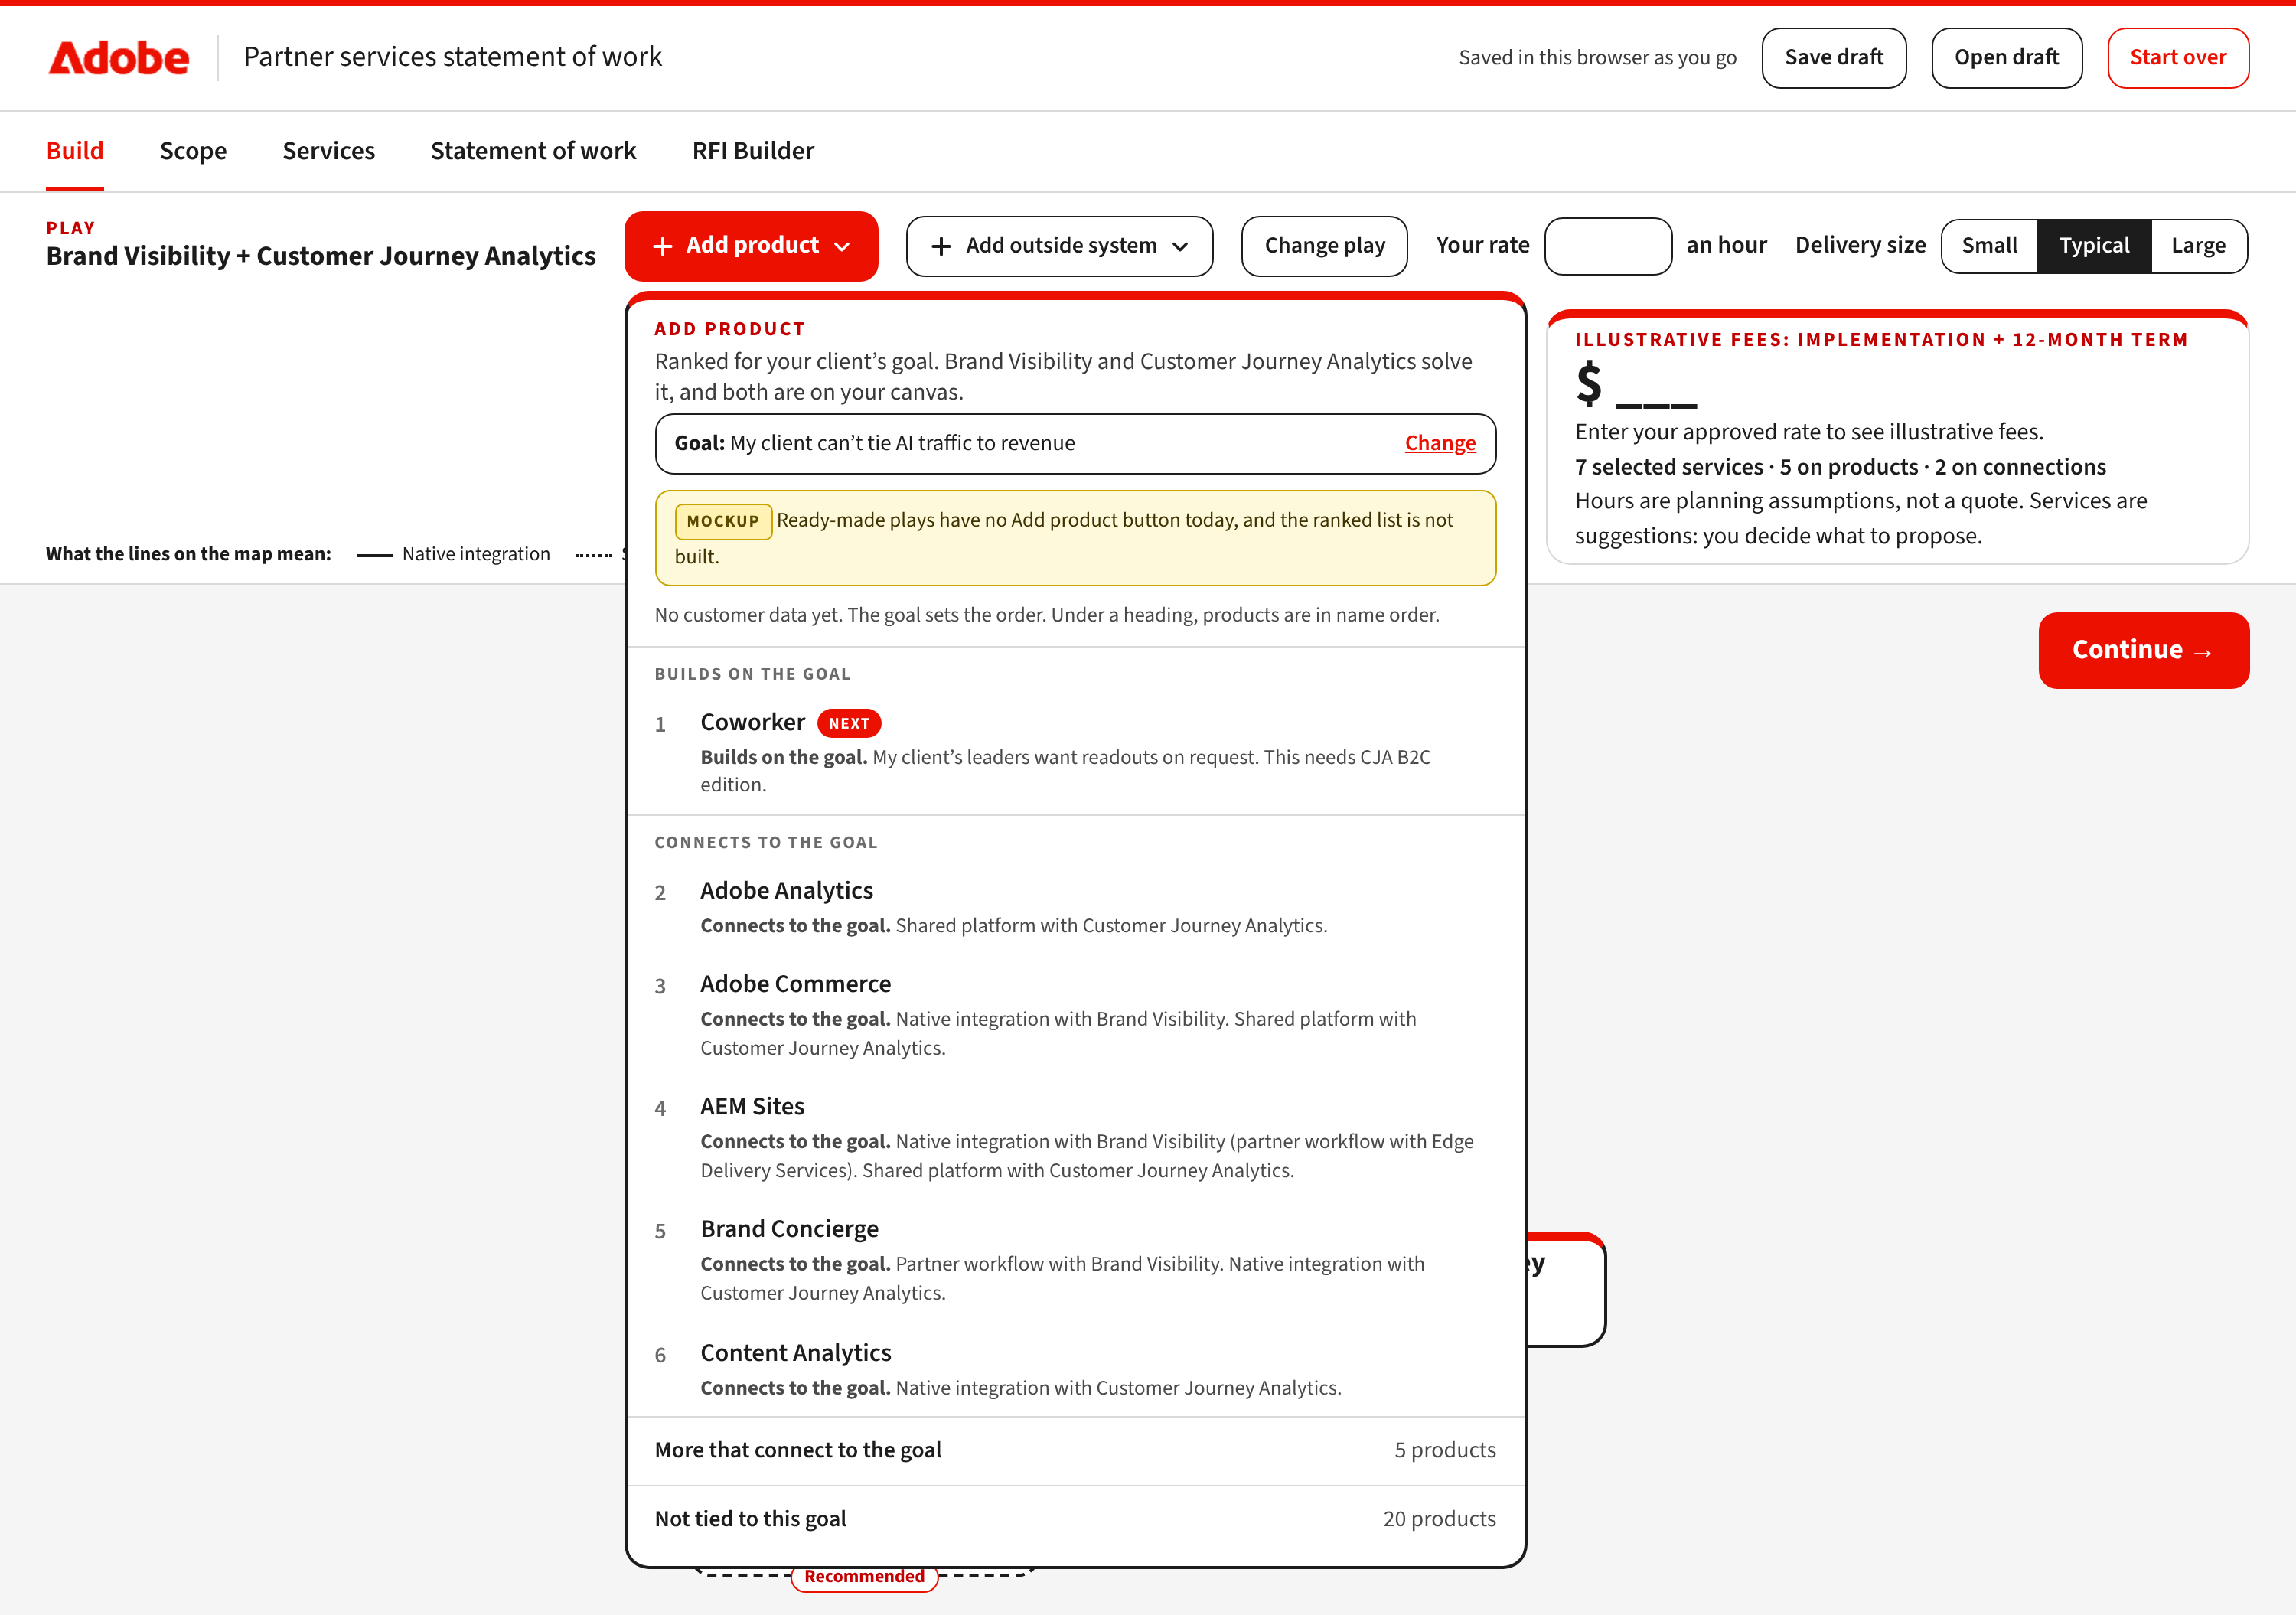 Adobe
Partner services statement of work
Saved in this browser as you go
Save draft
Open draft
Start over
Build
Scope
Services
Statement of work
RFI Builder
PLAY
Brand Visibility + Customer Journey Analytics
+ Add product
+ Add outside system
Change play
Your rate
an hour
Delivery size
Small
Typical
Large
ADD PRODUCT
Ranked for your client’s goal. Brand Visibility and Customer Journey Analytics solve
it, and both are on your canvas.
Goal: My client can’t tie AI traffic to revenue
Change
MOCKUP Ready-made plays have no Add product button today, and the ranked list is not
built.
No customer data yet. The goal sets the order. Under a heading, products are in name order.
ILLUSTRATIVE FEES: IMPLEMENTATION + 12-MONTH TERM
$ ___
Enter your approved rate to see illustrative fees.
7 selected services · 5 on products · 2 on connections
Hours are planning assumptions, not a quote. Services are
suggestions: you decide what to propose.
What the lines on the map mean:
Native integration
Continue →
BUILDS ON THE GOAL
1
Coworker
NEXT
Builds on the goal. My client’s leaders want readouts on request. This needs CJA B2C
edition.
CONNECTS TO THE GOAL
2
Adobe Analytics
Connects to the goal. Shared platform with Customer Journey Analytics.
3
Adobe Commerce
Connects to the goal. Native integration with Brand Visibility. Shared platform with
Customer Journey Analytics.
4
AEM Sites
Connects to the goal. Native integration with Brand Visibility (partner workflow with Edge
Delivery Services). Shared platform with Customer Journey Analytics.
5
Brand Concierge
Connects to the goal. Partner workflow with Brand Visibility. Native integration with
Customer Journey Analytics.
6
Content Analytics
Connects to the goal. Native integration with Customer Journey Analytics.
More that connect to the goal
5 products
Not tied to this goal
20 products
Recommended